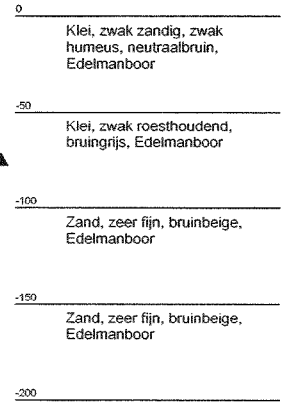 0
Klei, zwak zandig, zwak
humeus, neutraalbruin,
Edelmanboor
-50
Klei, zwak roesthoudend,
bruingrijs, Edelmanboor
-100
Zand, zeer fijn, bruinbeige,
Edelmanboor
-150
Zand, zeer fijn, bruinbeige,
Edelmanboor
-200